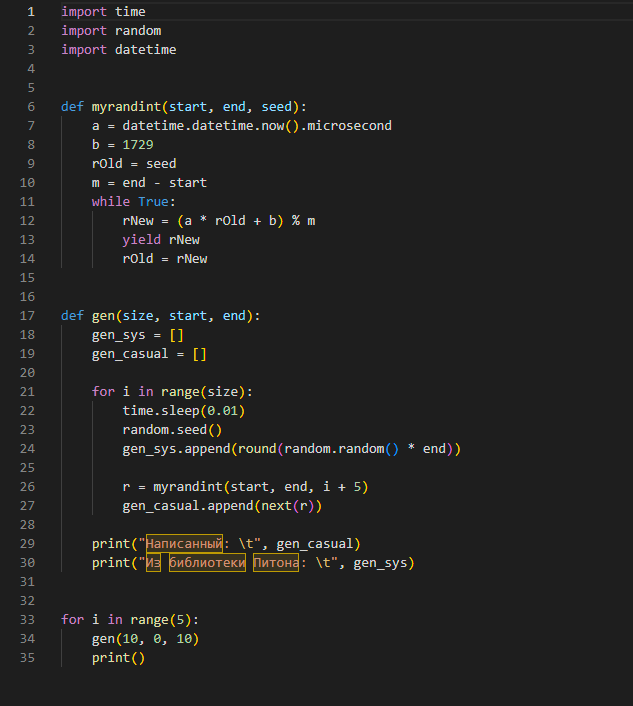 1 import time
2 import random
3 import datetime
4
5
6 def myrandint(start, end, seed):
7     a = datetime.datetime.now().microsecond
8     b = 1729
9     rOld = seed
10     m = end - start
11     while True:
12         rNew = (a * rOld + b) % m
13         yield rNew
14         rOld = rNew
15
16
17 def gen(size, start, end):
18     gen_sys = []
19     gen_casual = []
20
21     for i in range(size):
22         time.sleep(0.01)
23         random.seed()
24         gen_sys.append(round(random.random() * end))
25
26         r = myrandint(start, end, i + 5)
27         gen_casual.append(next(r))
28
29     print("Написанный: \t", gen_casual)
30     print("Из библиотеки Питона: \t", gen_sys)
31
32
33 for i in range(5):
34     gen(10, 0, 10)
35     print()